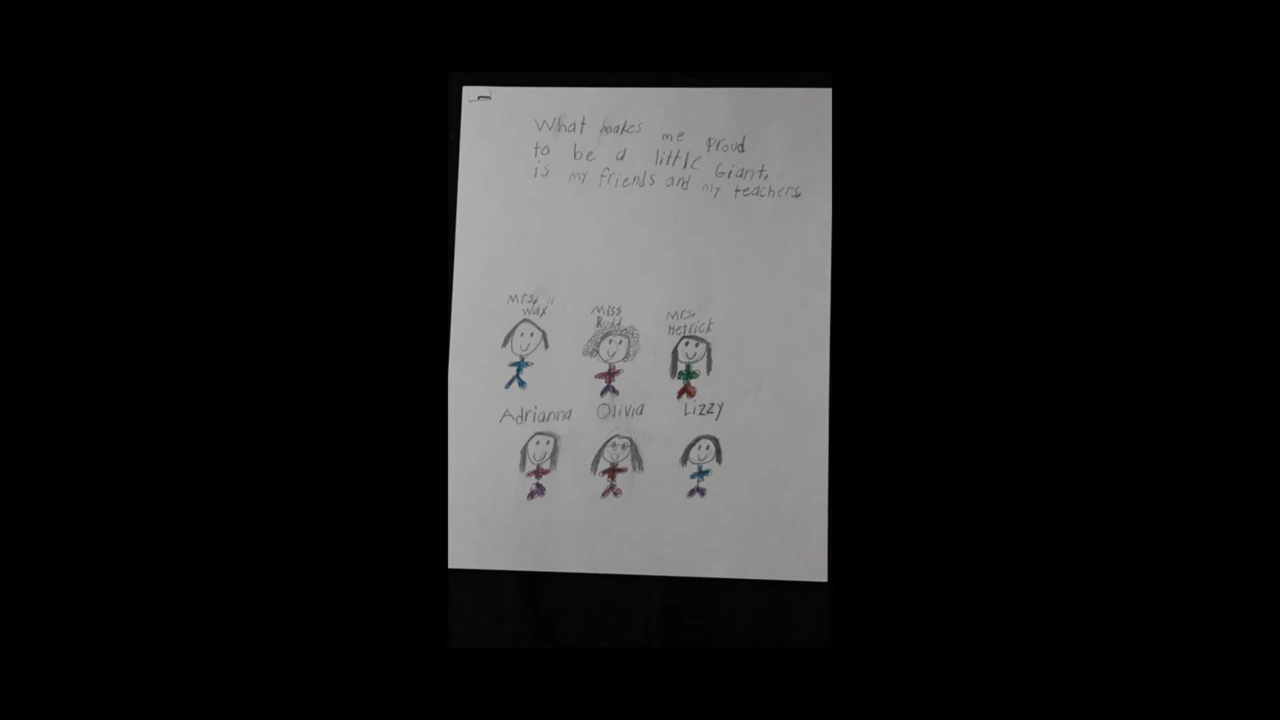 What makes me proud
to be a little Giant,
is my friends and my teachers.
Mrs. Wax
Miss Rudd
Mrs. Hetrick
Adrianna Olivia Lizzy